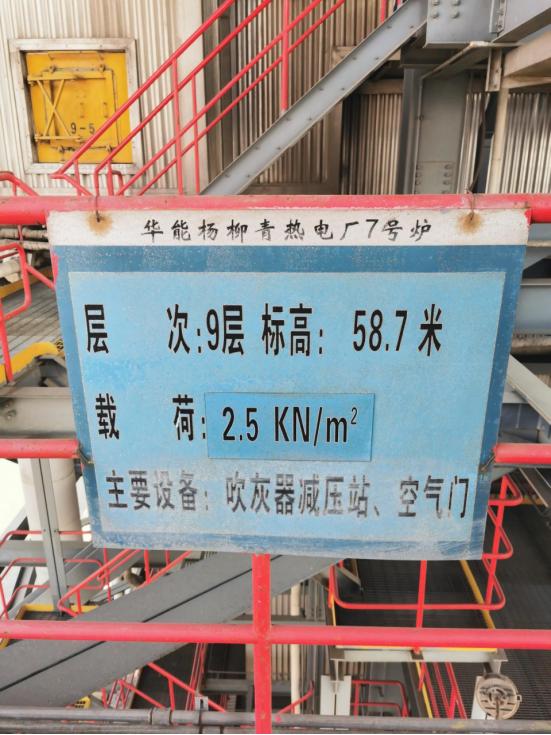 9-5
华能杨柳青热电厂7号炉
层 次:9层 标高: 58.7米
载 荷: 2.5 KN/m²
主要设备: 吹灰器减压站、空气门